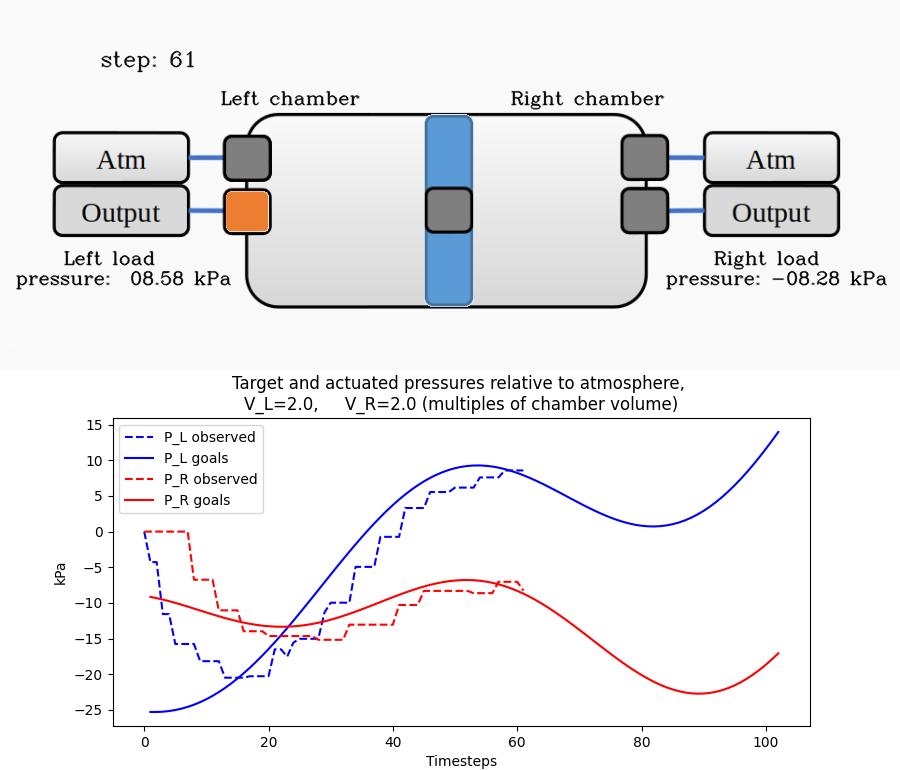 step: 61
Left chamber
Right chamber
Atm
Atm
Output
Output
Left load
pressure: 08.58 kPa
Right load
pressure: −08.28 kPa
Target and actuated pressures relative to atmosphere,
V_L=2.0, V_R=2.0 (multiples of chamber volume)
P_L observed
P_L goals
P_R observed
P_R goals
15
10
5
0
−5
−10
−15
−20
−25
kPa
0 20 40 60 80 100
Timesteps